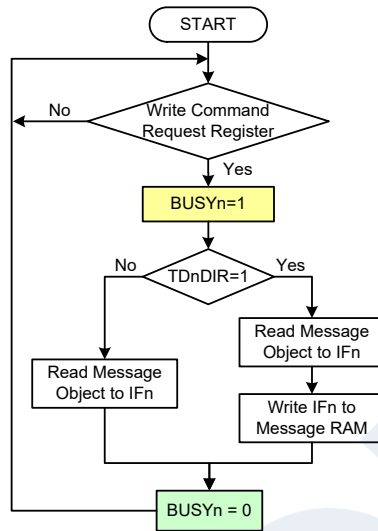 START
Write Command
Request Register
No
Yes
BUSYn=1
TDnDIR=1
No
Yes
Read Message
Object to IFn
Read Message
Object to IFn
Write IFn to
Message RAM
BUSYn = 0